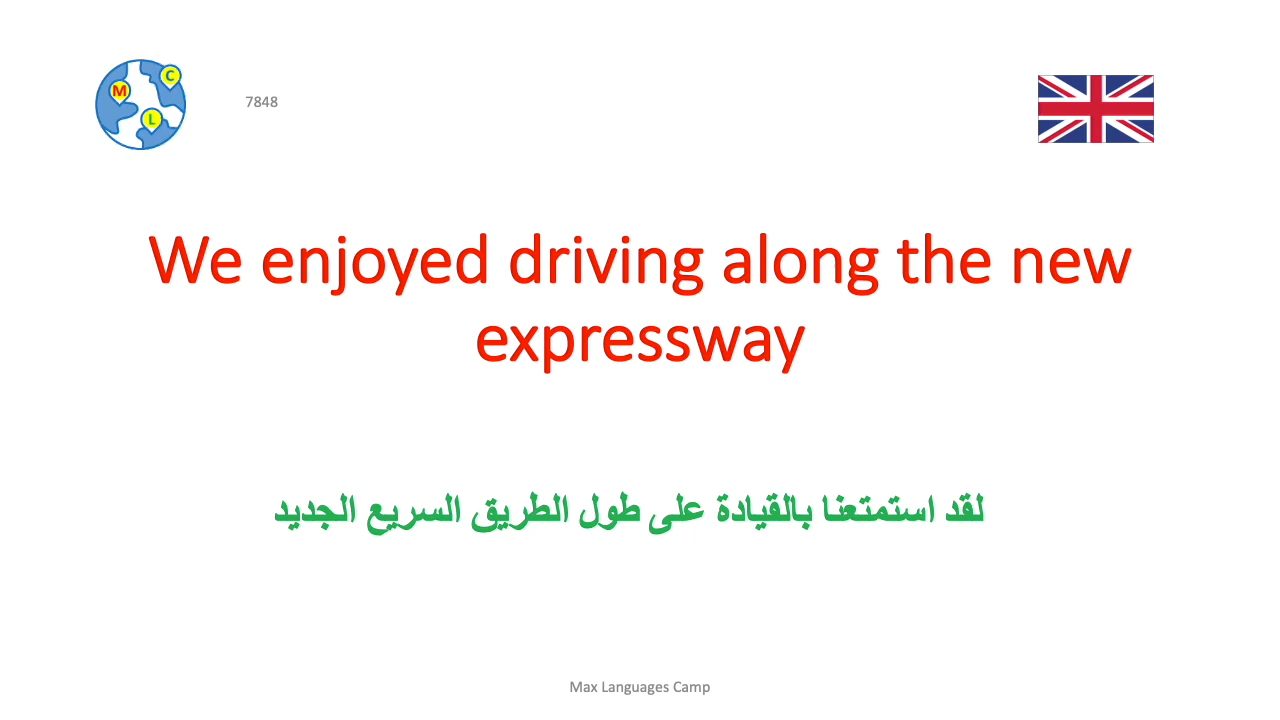 M
C
L
7848
We enjoyed driving along the new
expressway
لقد استمتعنا بالقيادة على طول الطريق السريع الجديد
Max Languages Camp